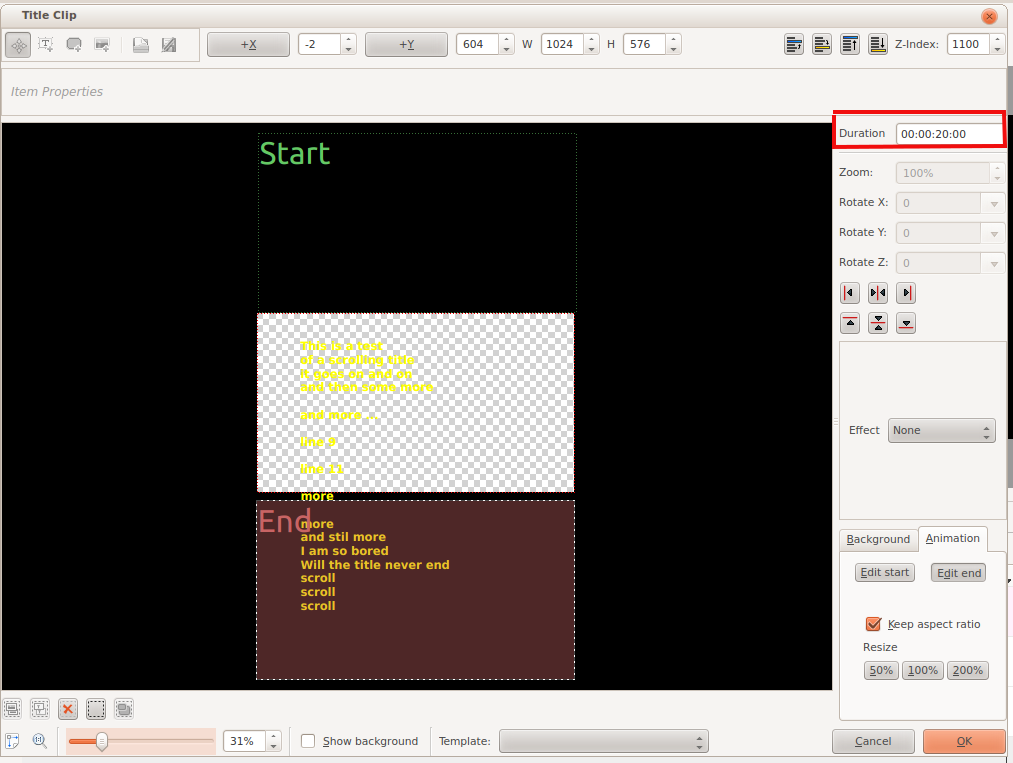 Title Clip
+X
-2
+Y
604
W
1024
H
576
Z-Index:
1100
Item Properties
Duration
00:00:20:00
Start
Zoom:
100%
Rotate X:
0
Rotate Y:
0
Rotate Z:
0
This is a test
of a scrolling title
It goes on and on
and then some more
and more ...
line 9
line 11
more
End
more
and stil more
I am so bored
Will the title never end
scroll
scroll
scroll
Effect
None
Background
Animation
Edit start
Edit end
Keep aspect ratio
Resize
50%
100%
200%
31%
Show background
Template:
Cancel
OK